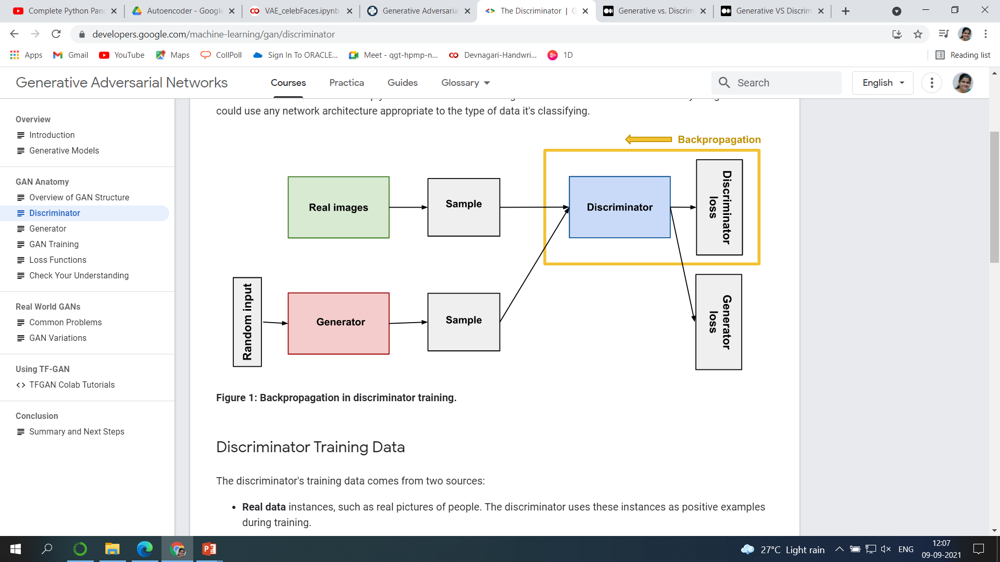 Complete Python Pand
Autoencoder - Google
VAE_celebFaces.ipynb
Generative Adversaria
The Discriminator | G
Generative vs. Discrim
Generative VS Discrim
developers.google.com/machine-learning/gan/discriminator
Apps
Gmail
YouTube
Maps
CollPoll
Sign In To ORACLE...
Meet - qgt-hpmp-n...
Devnagari-Handwri...
1D
Reading list
Generative Adversarial Networks
Courses
Practica
Guides
Glossary
Search
English
Overview
Introduction
Generative Models
GAN Anatomy
Overview of GAN Structure
Discriminator
Generator
GAN Training
Loss Functions
Check Your Understanding
Real World GANs
Common Problems
GAN Variations
Using TF-GAN
TFGAN Colab Tutorials
Conclusion
Summary and Next Steps
could use any network architecture appropriate to the type of data it's classifying.
Backpropagation
Real images
Sample
Discriminator
Discriminator
loss
Random input
Generator
Sample
Generator
loss
Figure 1: Backpropagation in discriminator training.
Discriminator Training Data
The discriminator's training data comes from two sources:
• Real data instances, such as real pictures of people. The discriminator uses these instances as positive examples
during training.
27°C Light rain
ENG
12:07
09-09-2021